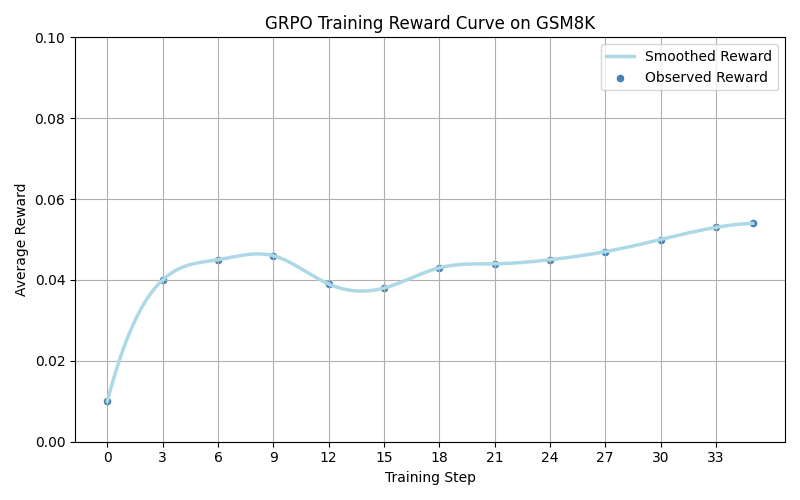 GRPO Training Reward Curve on GSM8K
Smoothed Reward
Observed Reward
Average Reward
0.10
0.08
0.06
0.04
0.02
0.00
0 3 6 9 12 15 18 21 24 27 30 33
Training Step